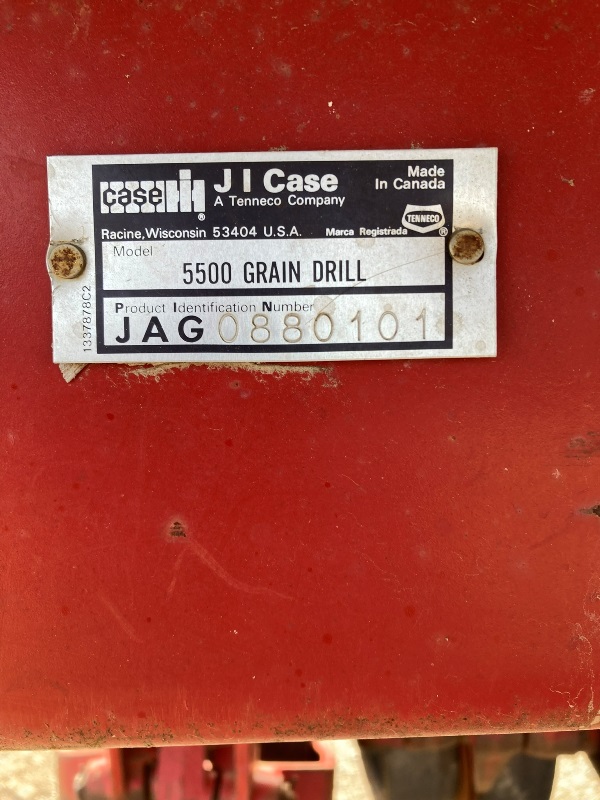 case IH ®
J I Case
A Tenneco Company
Made
In Canada
Racine, Wisconsin 53404 U.S.A.
Marca Registrada
TENNECO ®
Model
5500 GRAIN DRILL
Product Identification Number
JAG0880101
1337878C2